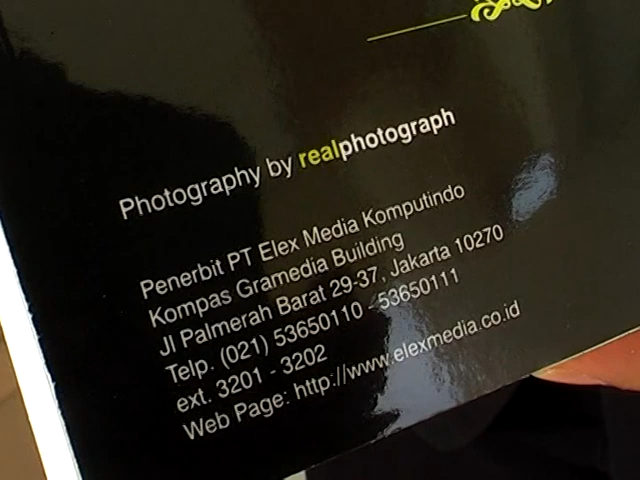 Photography by realphotograph
Penerbit PT Elex Media Komputindo
Kompas Gramedia Building
Jl Palmerah Barat 29-37, Jakarta 10270
Telp. (021) 53650110 - 53650111
ext. 3201 - 3202
Web Page: http://www.elexmedia.co.id